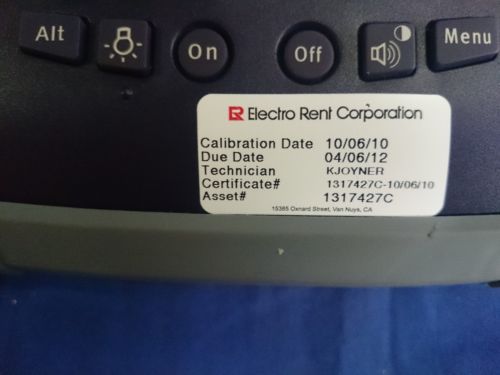 Alt
On
Off
Menu
Electro Rent Corporation
Calibration Date 10/06/10
Due Date 04/06/12
Technician KJOYNER
Certificate# 1317427C-10/06/10
Asset# 1317427C
15385 Oxnard Street, Van Nuys, CA